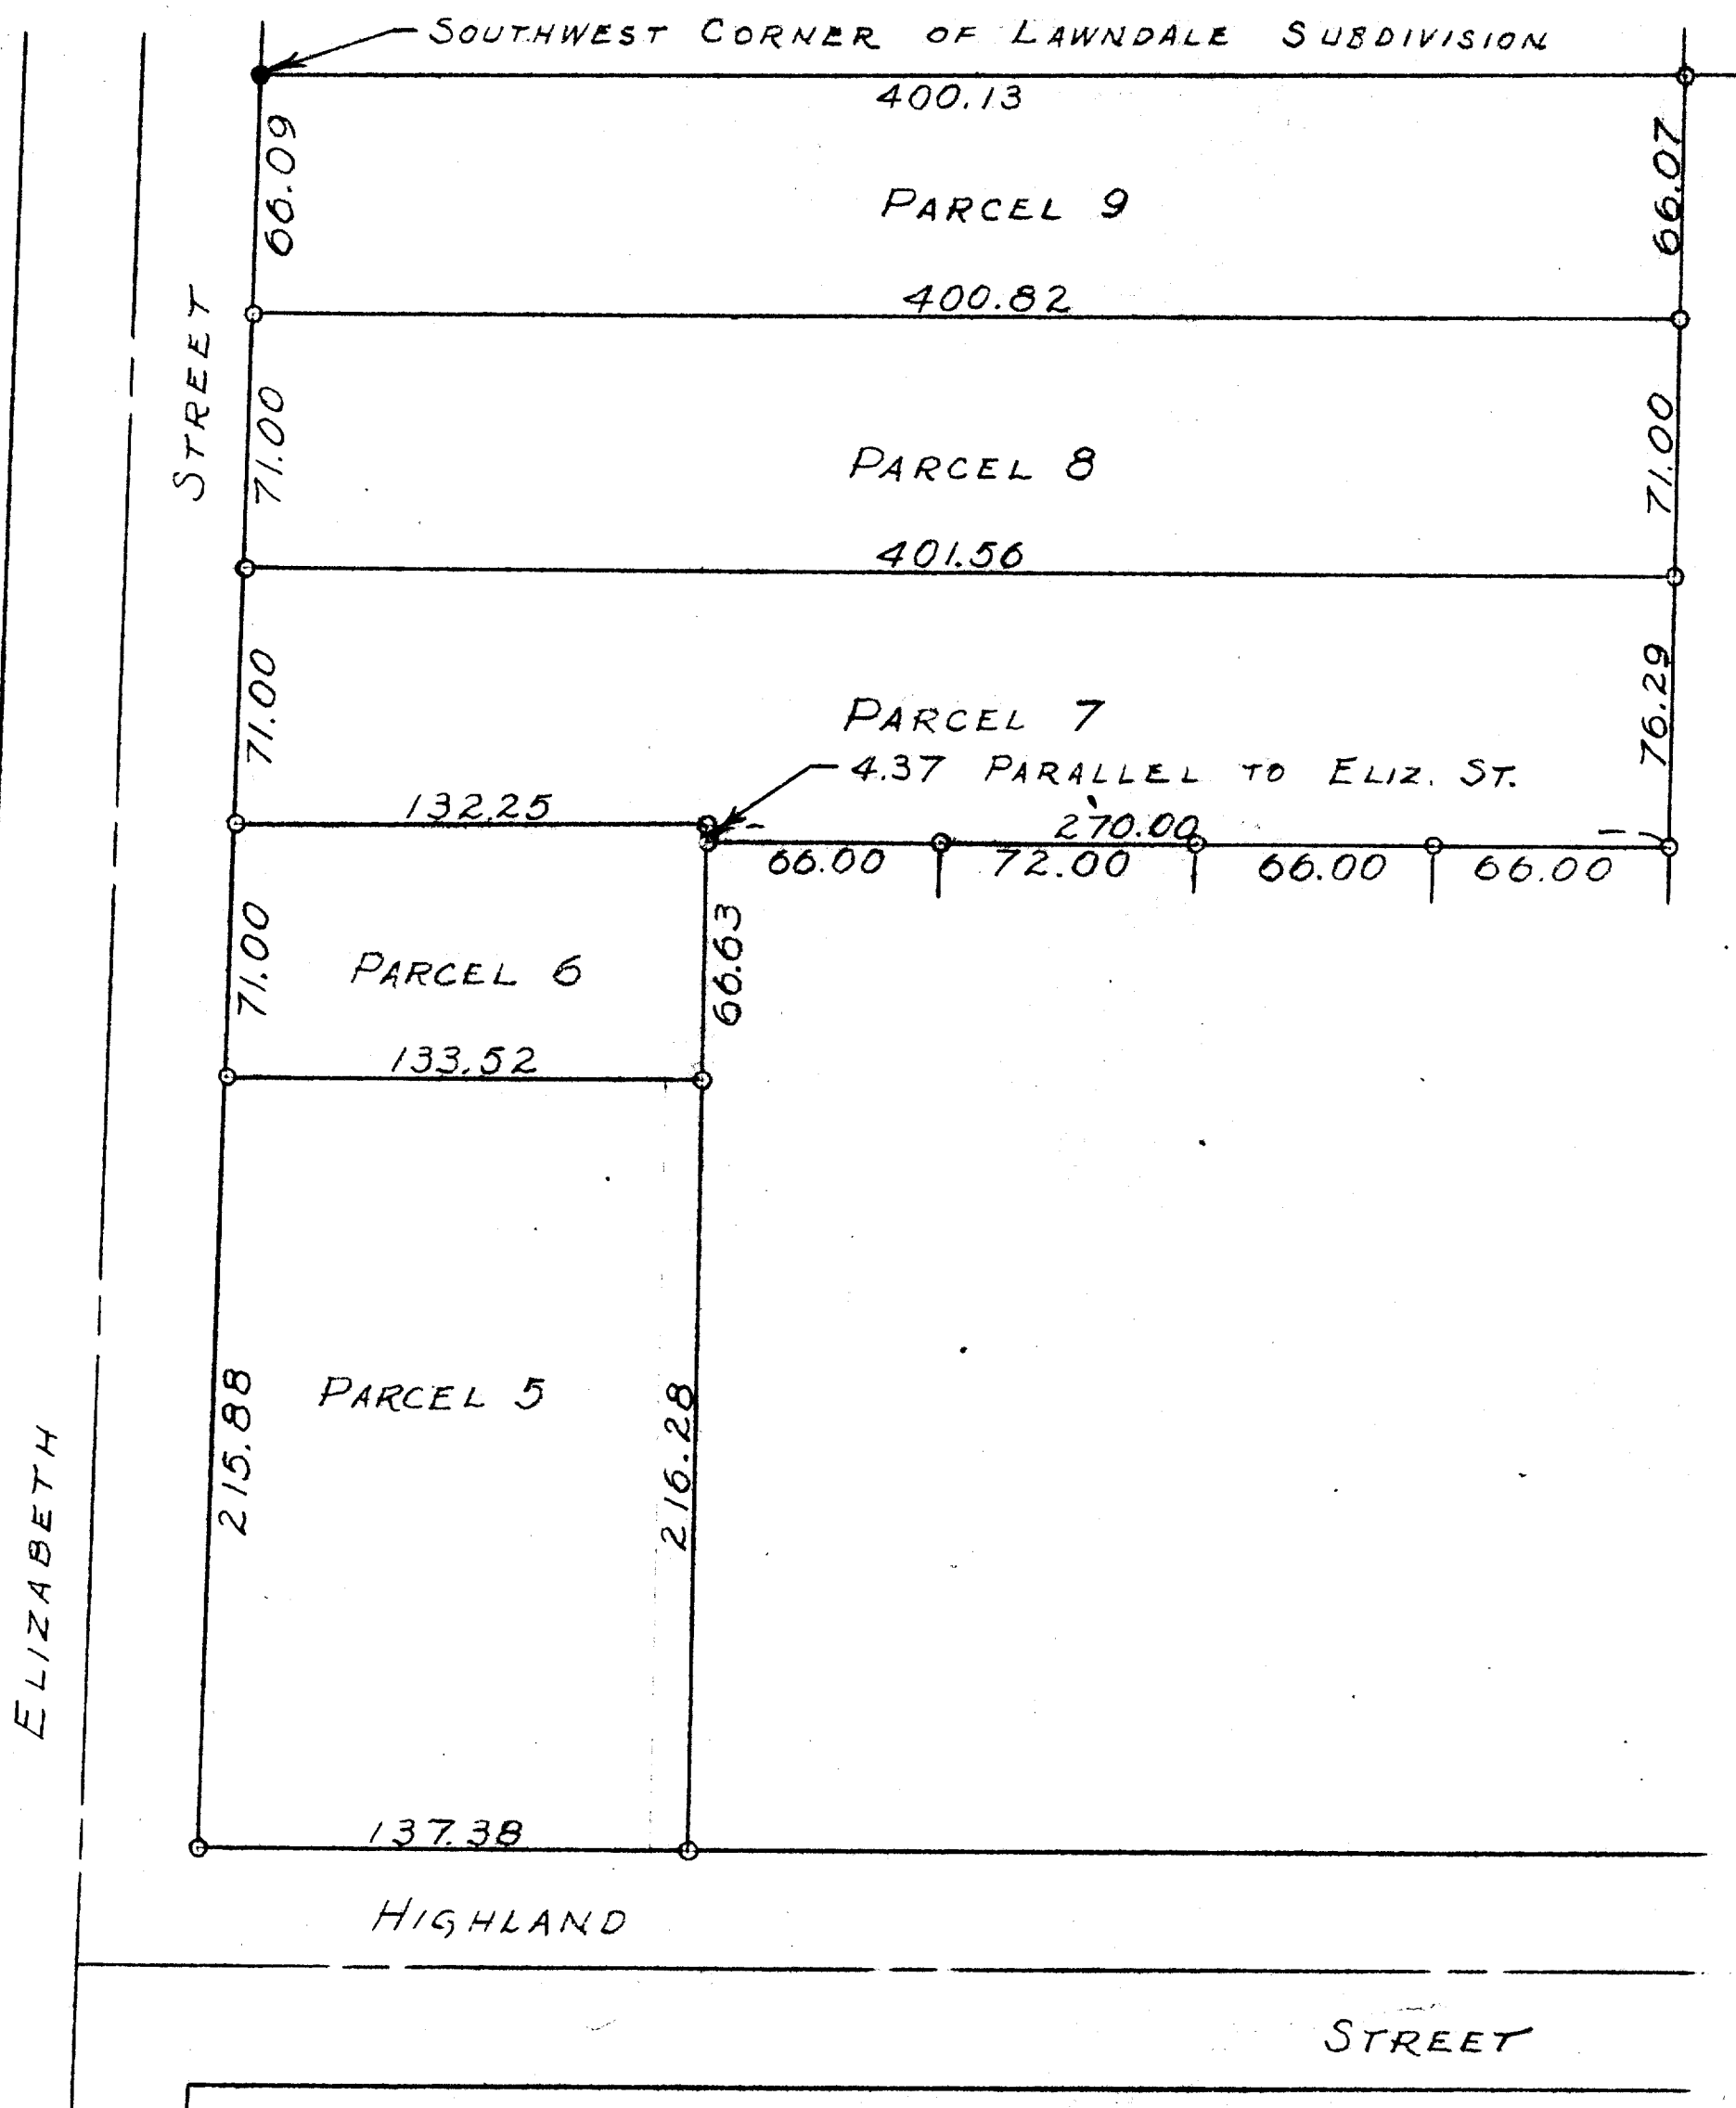 SOUTHWEST CORNER OF LAWNDALE SUBDIVISION
400.13
66.09
66.07
PARCEL 9
400.82
STREET
71.00
71.00
PARCEL 8
401.56
71.00
76.29
PARCEL 7
4.37 PARALLEL TO ELIZ. ST.
132.25
270.00
66.00 72.00 66.00 66.00
71.00
66.63
PARCEL 6
133.52
215.88
PARCEL 5
216.28
ELIZABETH
137.38
HIGHLAND
STREET